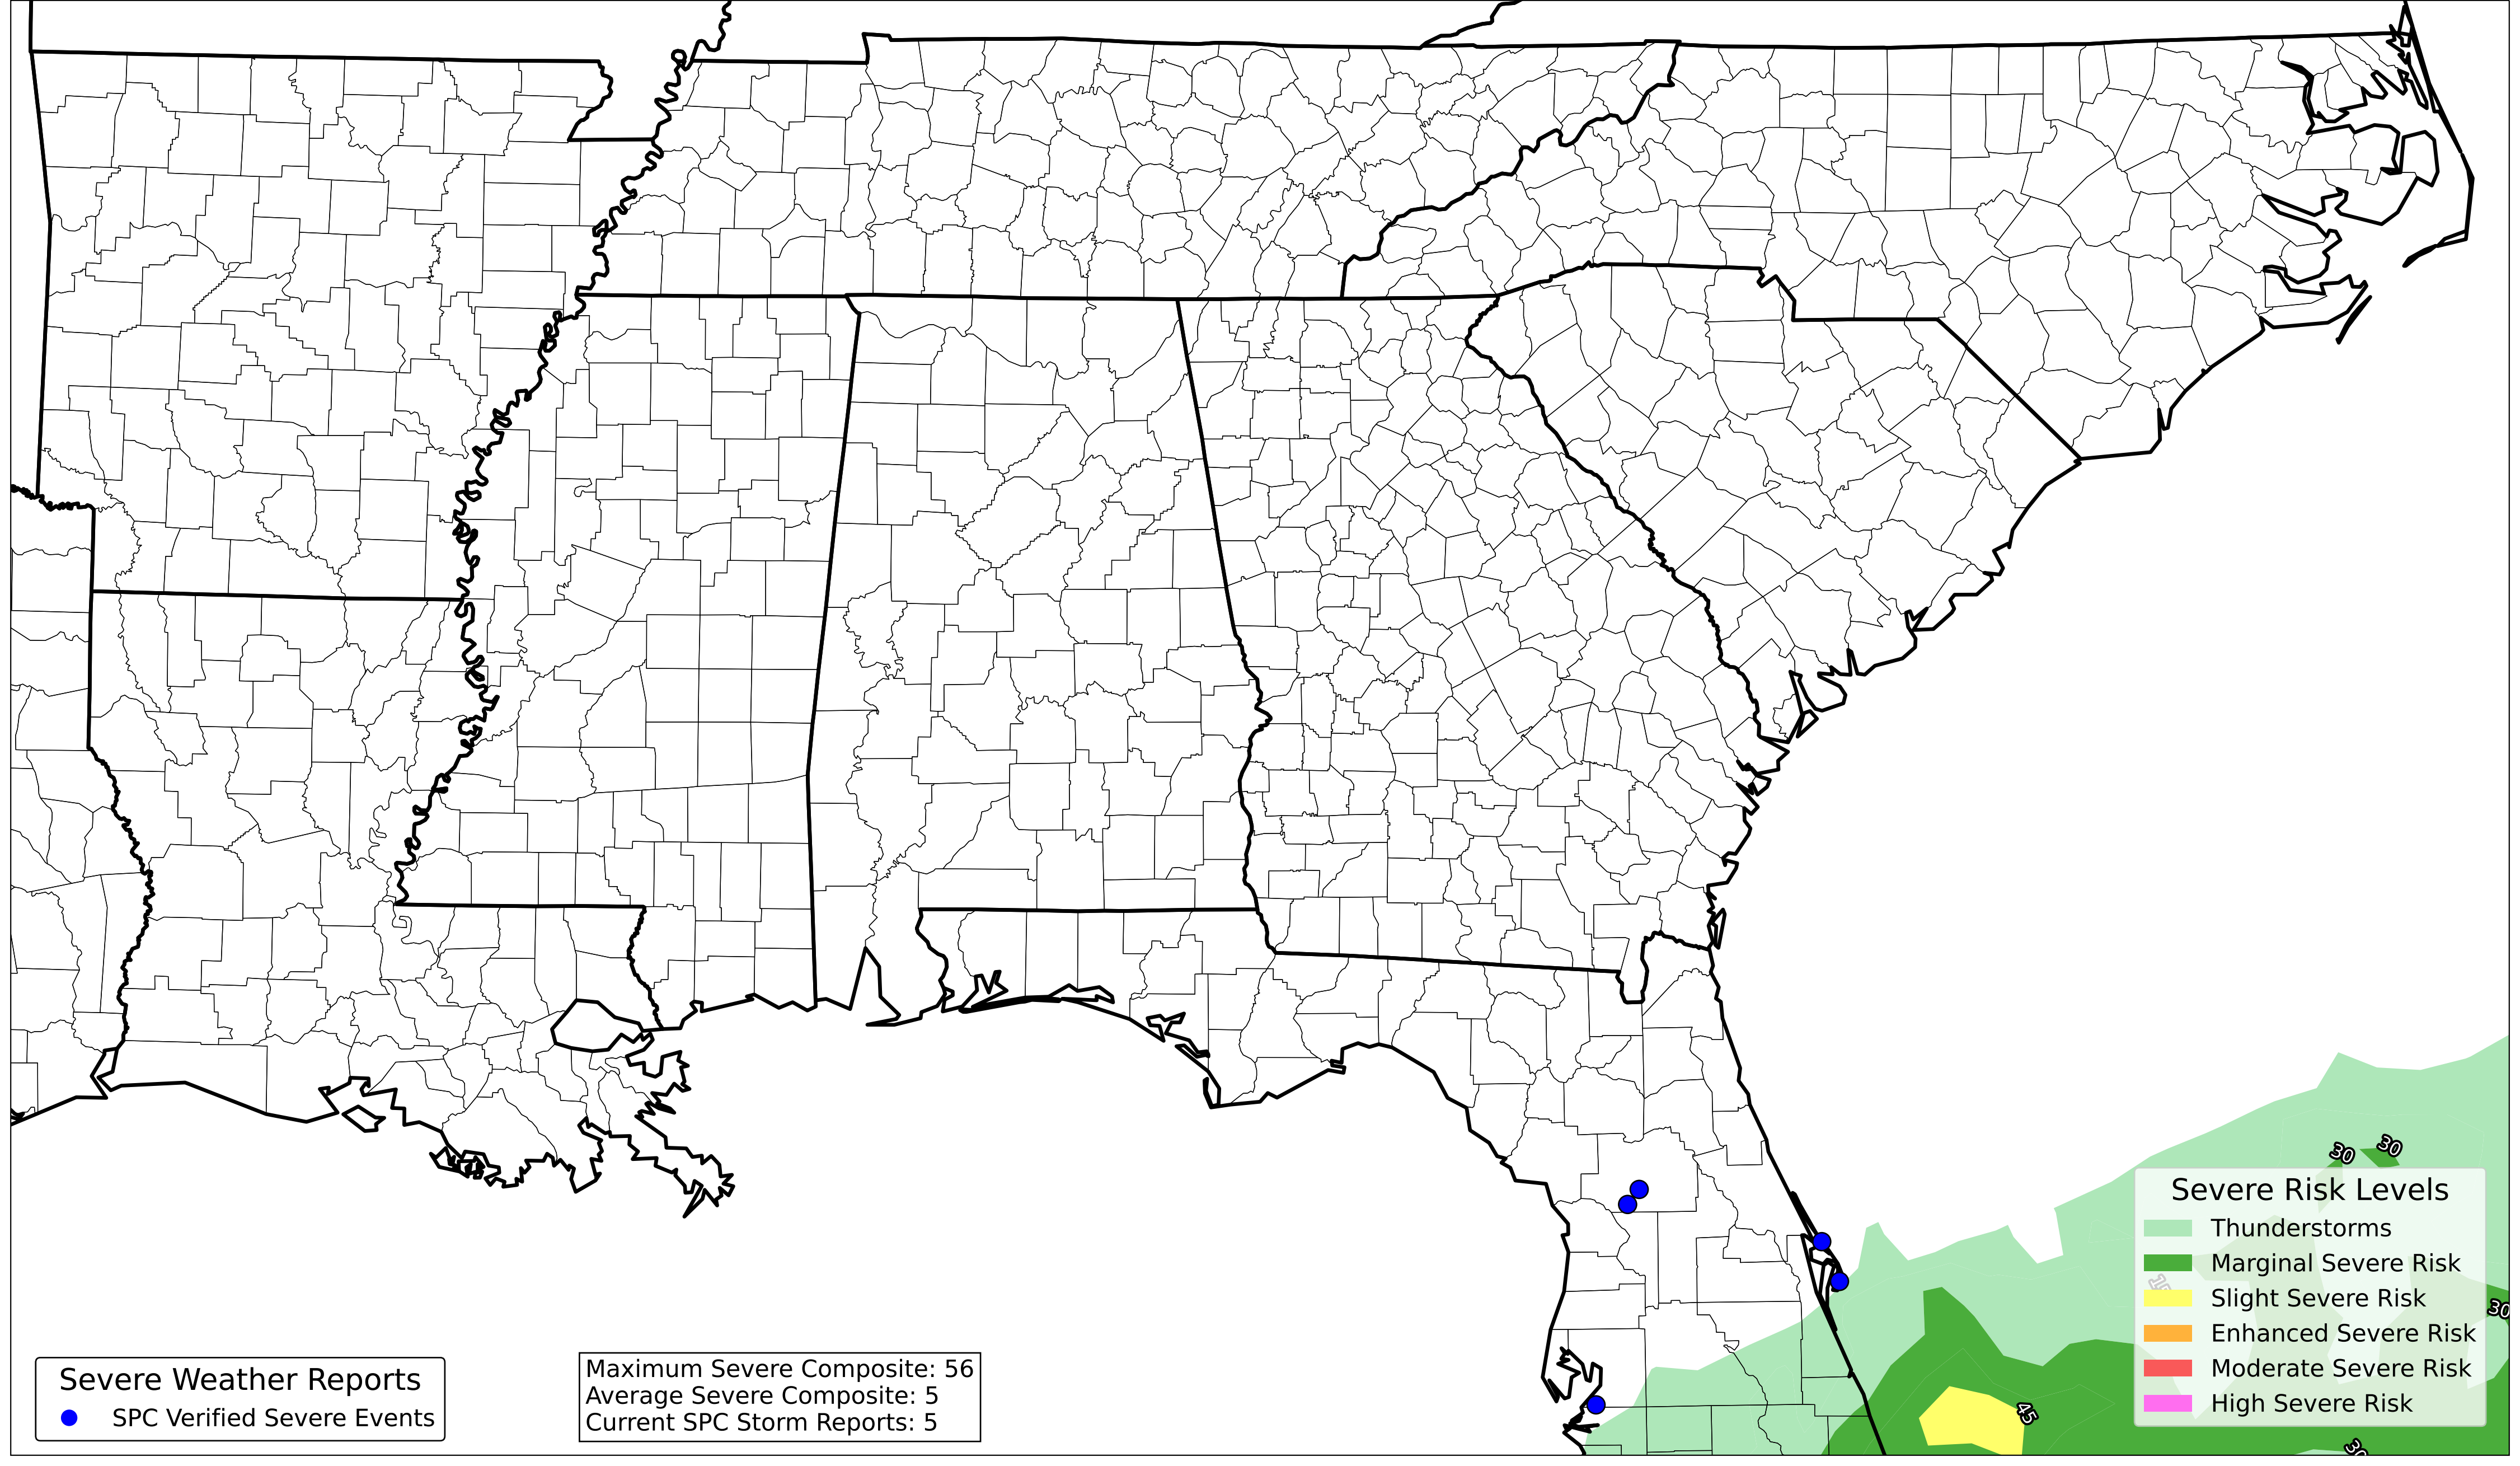 30
30
Severe Risk Levels
Thunderstorms
Marginal Severe Risk
Slight Severe Risk
Enhanced Severe Risk
Moderate Severe Risk
High Severe Risk
15
30
45
30
Severe Weather Reports
SPC Verified Severe Events
Maximum Severe Composite: 56
Average Severe Composite: 5
Current SPC Storm Reports: 5